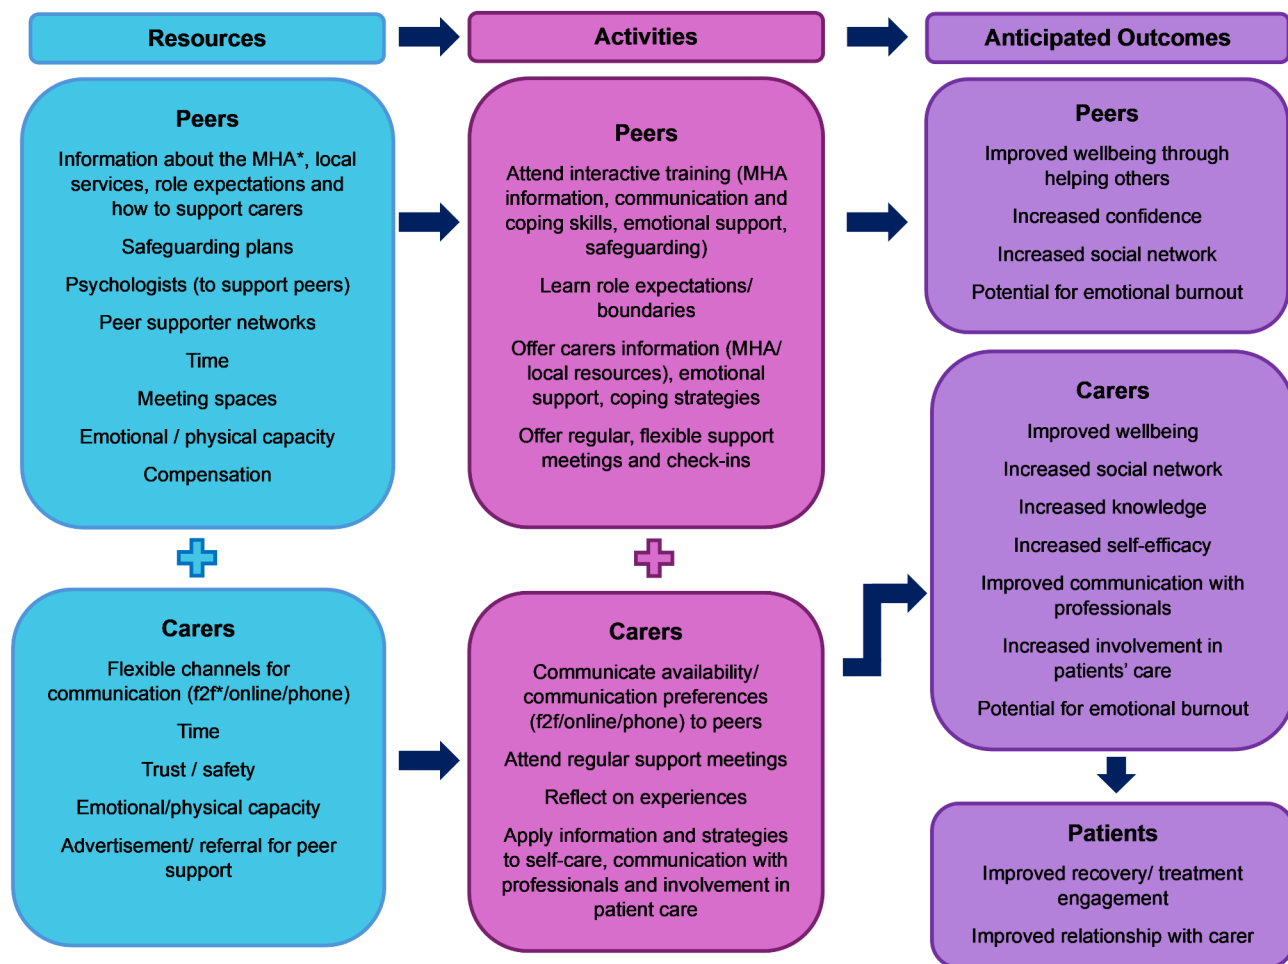 Resources
Activities
Anticipated Outcomes
Peers
Information about the MHA*, local
services, role expectations and
how to support carers
Safeguarding plans
Psychologists (to support peers)
Peer supporter networks
Time
Meeting spaces
Emotional / physical capacity
Compensation
Peers
Attend interactive training (MHA
information, communication and
coping skills, emotional support,
safeguarding)
Learn role expectations/
boundaries
Offer carers information (MHA/
local resources), emotional
support, coping strategies
Offer regular, flexible support
meetings and check-ins
Peers
Improved wellbeing through
helping others
Increased confidence
Increased social network
Potential for emotional burnout
Carers
Flexible channels for
communication (f2f*/online/phone)
Time
Trust / safety
Emotional/physical capacity
Advertisement/ referral for peer
support
Carers
Communicate availability/
communication preferences
(f2f/online/phone) to peers
Attend regular support meetings
Reflect on experiences
Apply information and strategies
to self-care, communication with
professionals and involvement in
patient care
Carers
Improved wellbeing
Increased social network
Increased knowledge
Increased self-efficacy
Improved communication with
professionals
Increased involvement in
patients’ care
Potential for emotional burnout
Patients
Improved recovery/ treatment
engagement
Improved relationship with carer